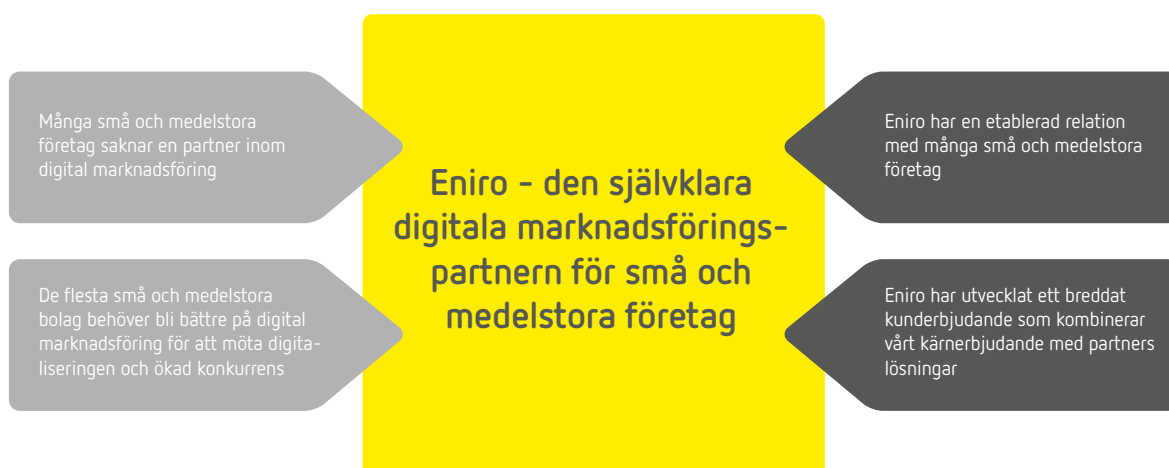 Många små och medelstora
företag saknar en partner inom
digital marknadsföring
De flesta små och medelstora
bolag behöver bli bättre på digital
marknadsföring för att möta digita-
liseringen och ökad konkurrens
Eniro - den självklara
digitala marknadsförings-
partnern för små och
medelstora företag
Eniro har en etablerad relation
med många små och medelstora
företag
Eniro har utvecklat ett breddat
kunderbjudande som kombinerar
vårt kärnerbjudande med partners
lösningar